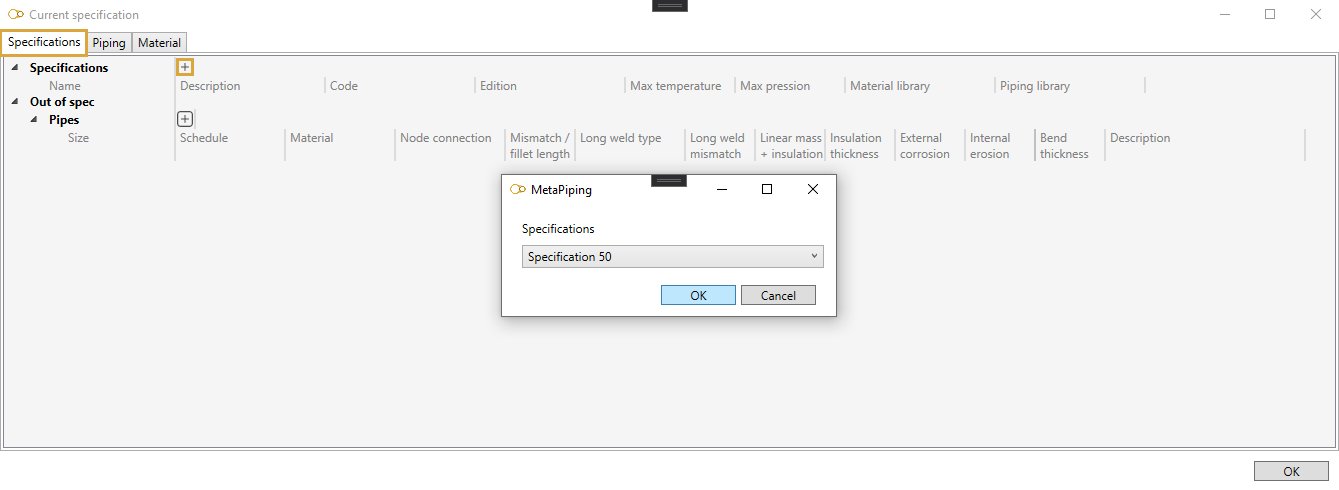 Current specification
Specifications Piping Material
Specifications
Name Description Code Edition Max temperature Max pression Material library Piping library
Out of spec
Pipes
Size Schedule Material Node connection Mismatch / Long weld type Long weld Linear mass Insulation External Internal Bend Description
fillet length mismatch + insulation thickness corrosion erosion thickness
MetaPiping
Specifications
Specification 50
OK Cancel
OK